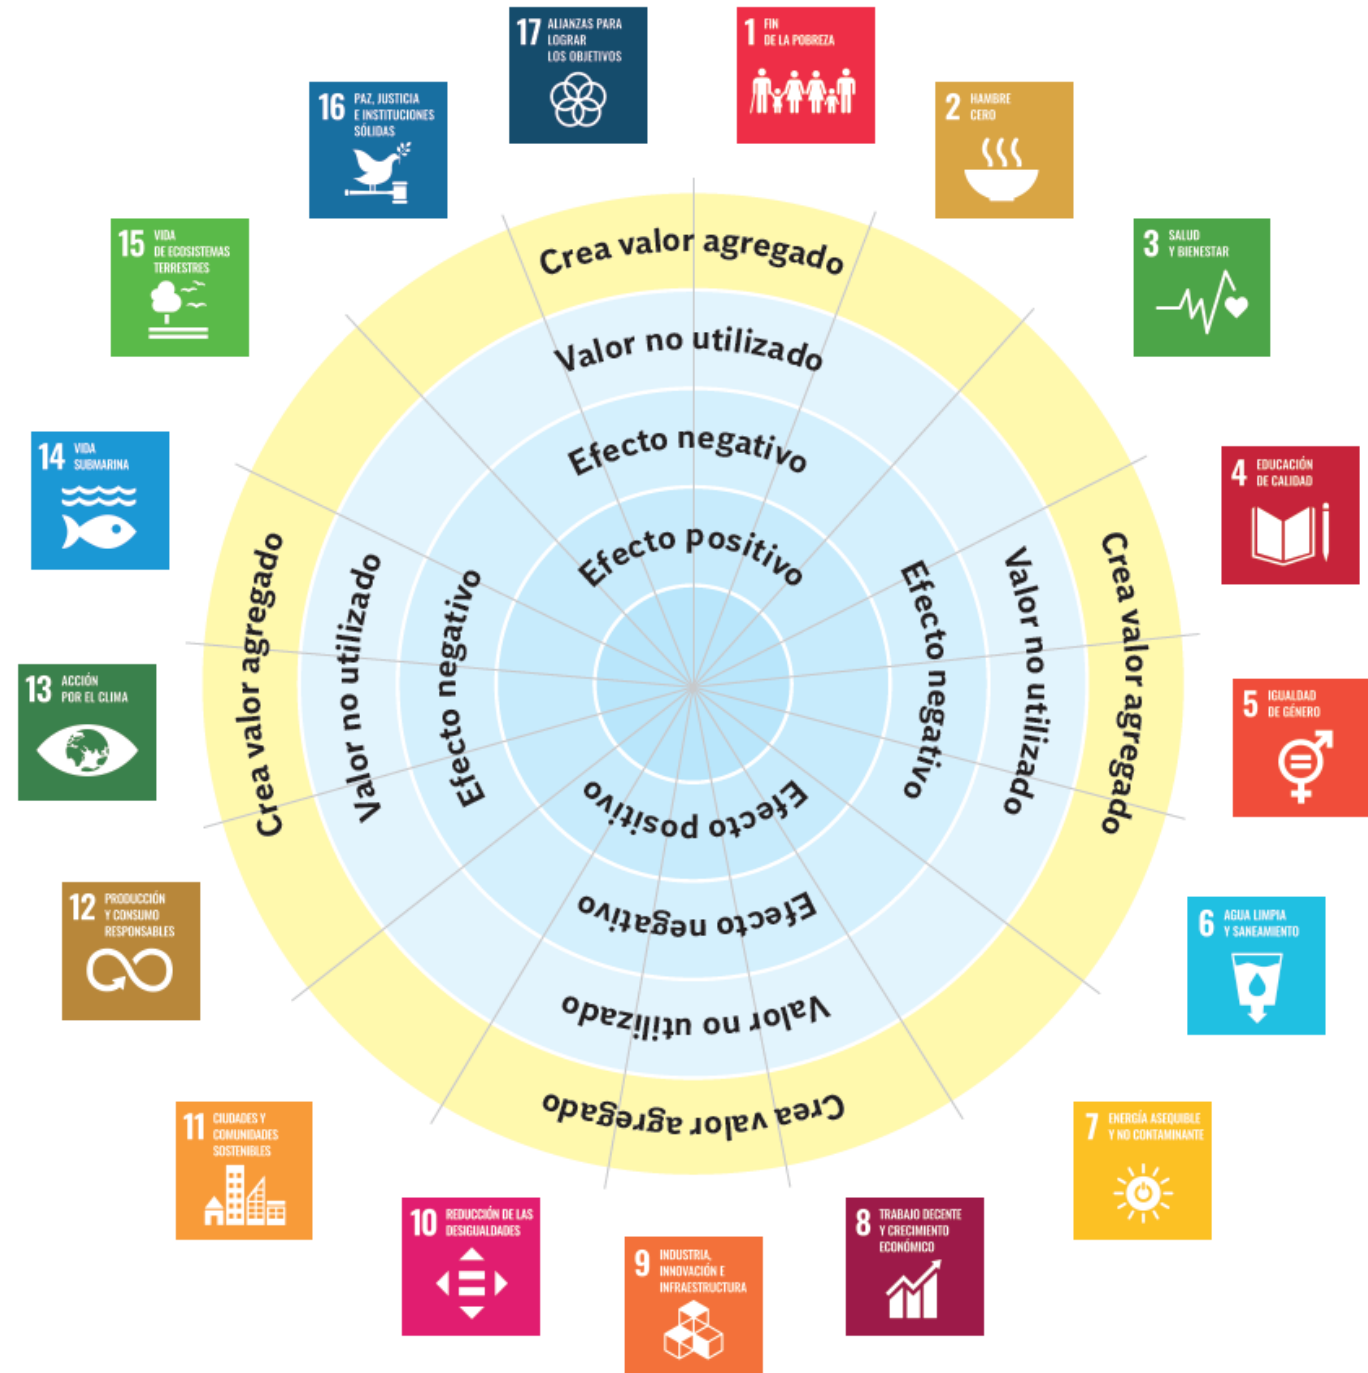 17 ALIANZAS PARA
LOGRAR
LOS OBJETIVOS
1 FIN
DE LA POBREZA
16 PAZ, JUSTICIA
E INSTITUCIONES
SÓLIDAS
2 HAMBRE
CERO
15 VIDA
DE ECOSISTEMAS
TERRESTRES
3 SALUD
Y BIENESTAR
14 VIDA
SUBMARINA
4 EDUCACIÓN
DE CALIDAD
13 ACCIÓN
POR EL CLIMA
5 IGUALDAD
DE GÉNERO
12 PRODUCCIÓN
Y CONSUMO
RESPONSABLES
6 AGUA LIMPIA
Y SANEAMIENTO
11 CIUDADES Y
COMUNIDADES
SOSTENIBLES
7 ENERGÍA ASEQUIBLE
Y NO CONTAMINANTE
10 REDUCCIÓN DE LAS
DESIGUALDADES
8 TRABAJO DECENTE
Y CRECIMIENTO
ECONÓMICO
9 INDUSTRIA,
INNOVACIÓN E
INFRAESTRUCTURA
Crea valor agregado
Valor no utilizado
Efecto negativo
Efecto positivo
Crea valor agregado
Valor no utilizado
Efecto negativo
Efecto negativo
Valor no utilizado
Crea valor agregado
Efecto positivo
Efecto negativo
Valor no utilizado
Crea valor agregado